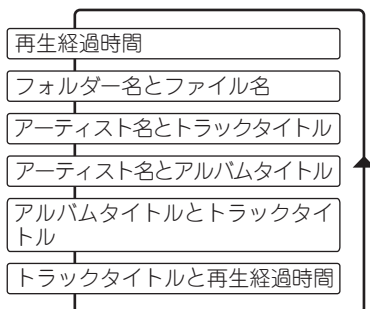 再生経過時間
フォルダー名とファイル名
アーティスト名とトラックタイトル
アーティスト名とアルバムタイトル
アルバムタイトルとトラックタイ
トル
トラックタイトルと再生経過時間